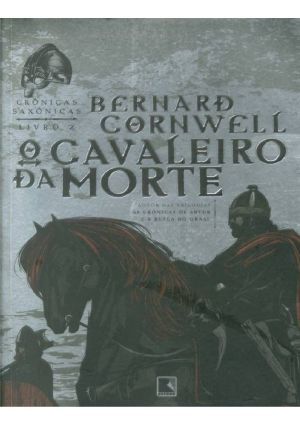 CRÔNICAS
SAXÔNICAS
LIVRO 2
BERNARD
CORNWELL
O CAVALEIRO
DA MORTE
AUTOR DAS TRILOGIAS
AS CRÔNICAS DE ARTUR
E A BUSCA DO GRAAL